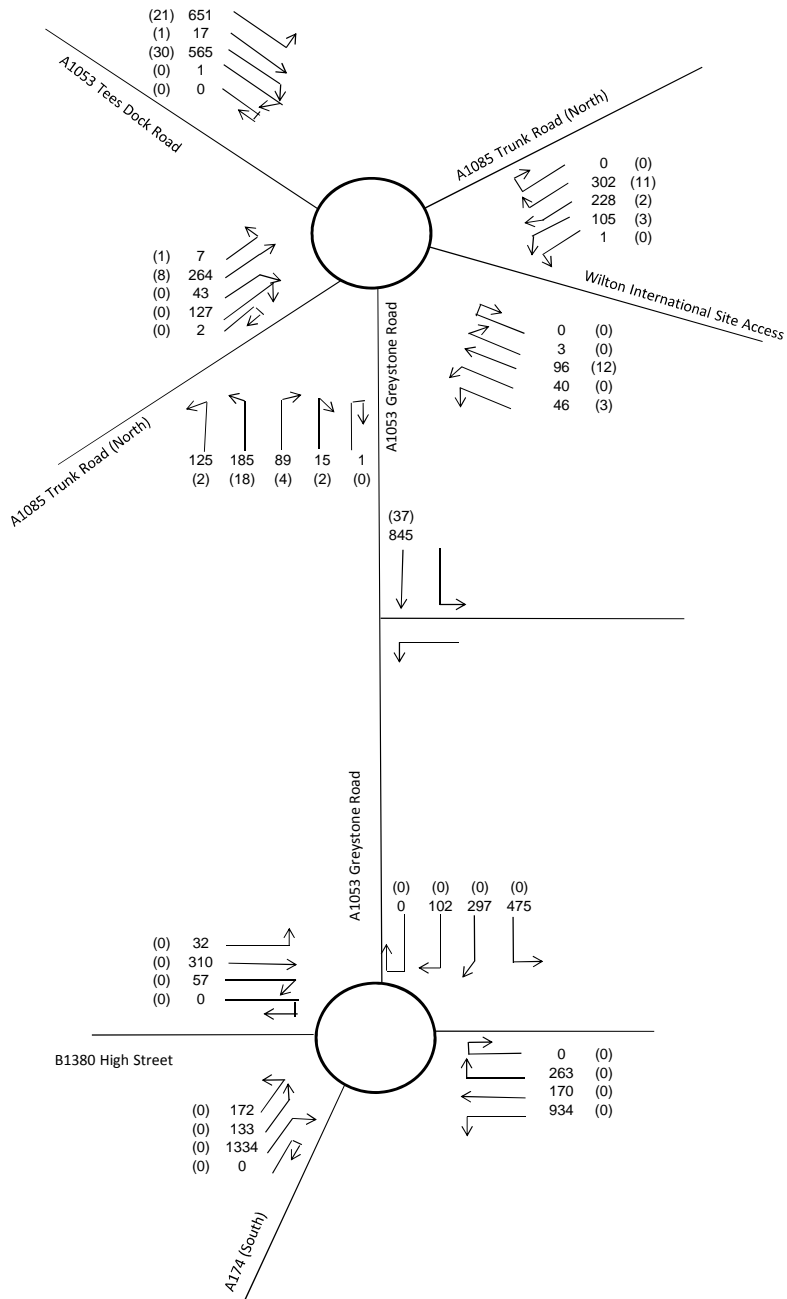 (21) 651
(1) 17
(30) 565
(0) 1
(0) 0
A1053 Tees Dock Road
A1085 Trunk Road (North)
0 (0)
302 (11)
228 (2)
105 (3)
1 (0)
(1) 7
(8) 264
(0) 43
(0) 127
(0) 2
Wilton International Site Access
0 (0)
3 (0)
96 (12)
40 (0)
46 (3)
A1053 Greystone Road
A1085 Trunk Road (North)
125 185 89 15 1
(2) (18) (4) (2) (0)
(37)
845
A1053 Greystone Road
(0) (0) (0) (0)
0 102 297 475
(0) 32
(0) 310
(0) 57
(0) 0
B1380 High Street
0 (0)
263 (0)
170 (0)
934 (0)
(0) 172
(0) 133
(0) 1334
(0) 0
A174 (South)